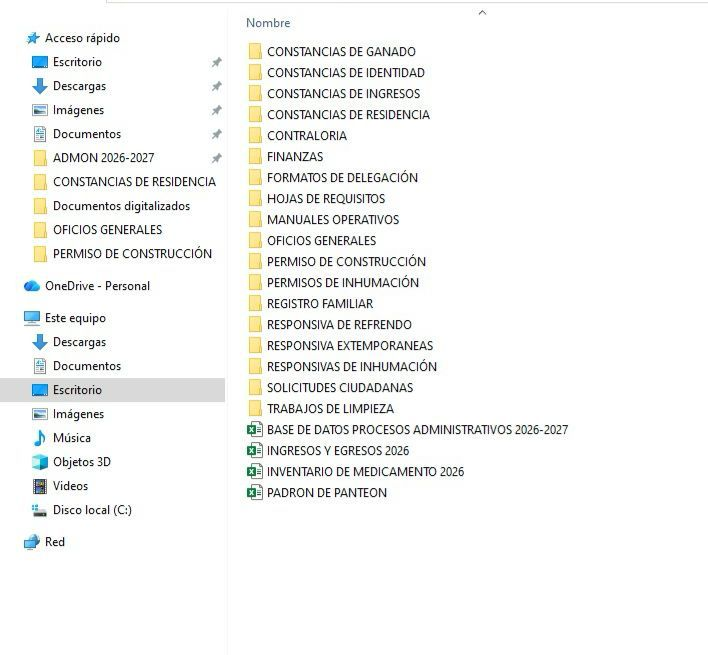 Nombre
Acceso rápido
Escritorio
Descargas
Imágenes
Documentos
ADMON 2026-2027
CONSTANCIAS DE RESIDENCIA
Documentos digitalizados
OFICIOS GENERALES
PERMISO DE CONSTRUCCIÓN
OneDrive - Personal
Este equipo
Descargas
Documentos
Escritorio
Imágenes
Música
Objetos 3D
Videos
Disco local (C:)
Red
CONSTANCIAS DE GANADO
CONSTANCIAS DE IDENTIDAD
CONSTANCIAS DE INGRESOS
CONSTANCIAS DE RESIDENCIA
CONTRALORIA
FINANZAS
FORMATOS DE DELEGACIÓN
HOJAS DE REQUISITOS
MANUALES OPERATIVOS
OFICIOS GENERALES
PERMISO DE CONSTRUCCIÓN
PERMISOS DE INHUMACIÓN
REGISTRO FAMILIAR
RESPONSIVA DE REFRENDO
RESPONSIVA EXTEMPORANEAS
RESPONSIVAS DE INHUMACIÓN
SOLICITUDES CIUDADANAS
TRABAJOS DE LIMPIEZA
BASE DE DATOS PROCESOS ADMINISTRATIVOS 2026-2027
INGRESOS Y EGRESOS 2026
INVENTARIO DE MEDICAMENTO 2026
PADRON DE PANTEON